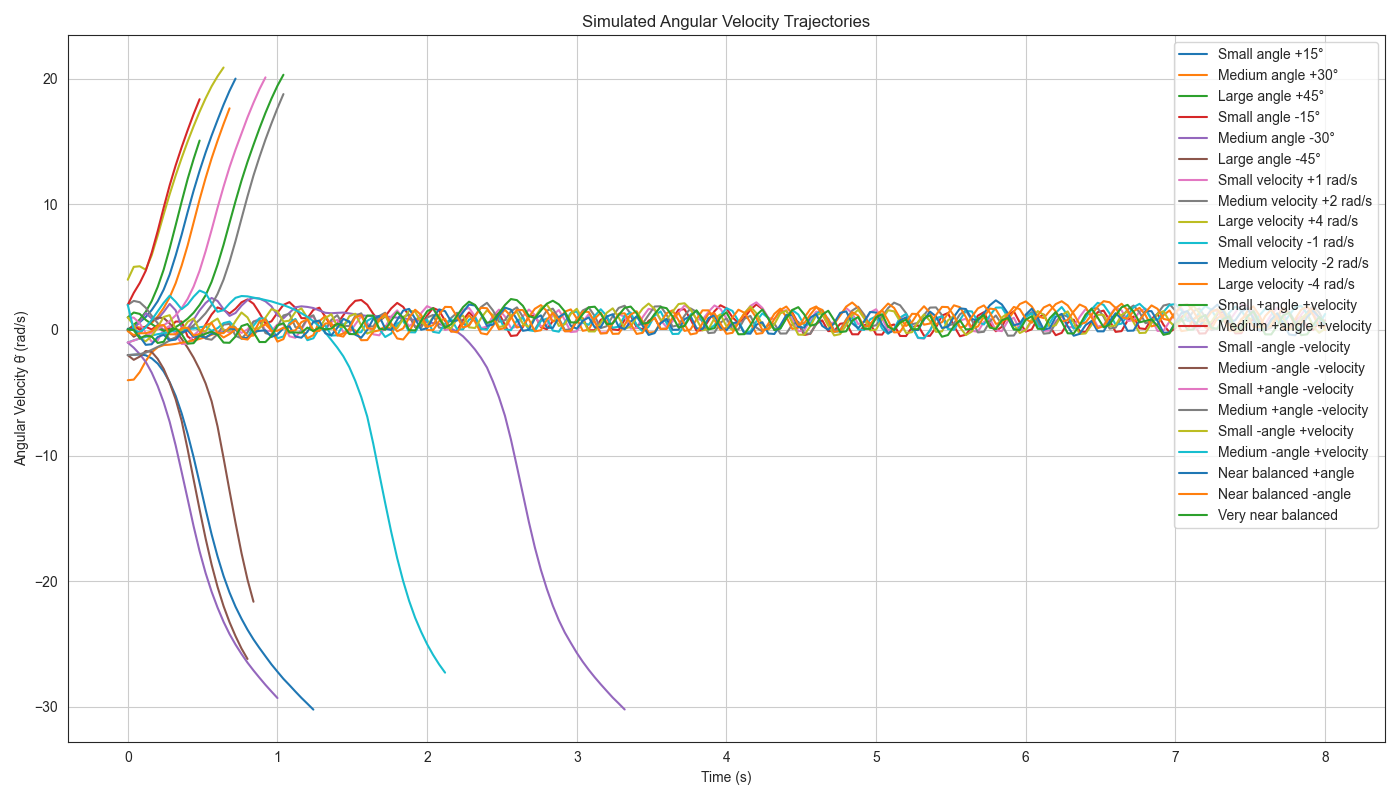 Simulated Angular Velocity Trajectories
Small angle +15°
Medium angle +30°
Large angle +45°
Small angle -15°
Medium angle -30°
Large angle -45°
Small velocity +1 rad/s
Medium velocity +2 rad/s
Large velocity +4 rad/s
Small velocity -1 rad/s
Medium velocity -2 rad/s
Large velocity -4 rad/s
Small +angle +velocity
Medium +angle +velocity
Small -angle -velocity
Medium -angle -velocity
Small +angle -velocity
Medium +angle -velocity
Small -angle +velocity
Medium -angle +velocity
Near balanced +angle
Near balanced -angle
Very near balanced
Angular Velocity θ̇ (rad/s)
20
10
0
−10
−20
−30
0 1 2 3 4 5 6 7 8
Time (s)